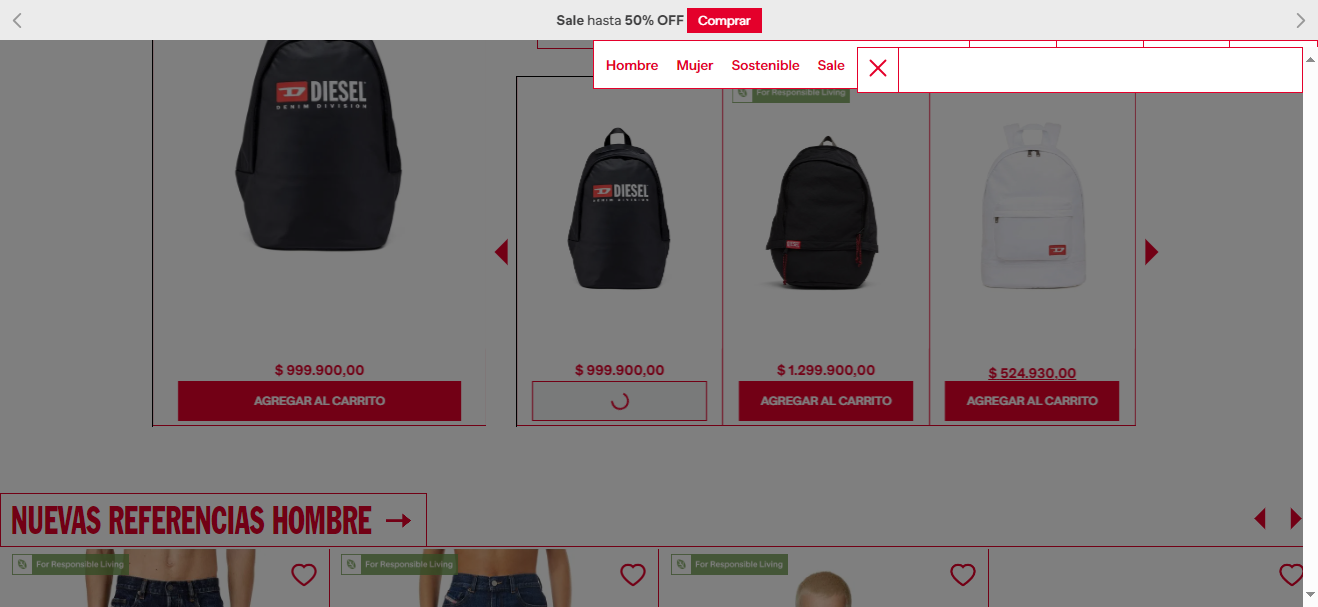 Sale hasta 50% OFF Comprar
Hombre Mujer Sostenible Sale
DIESEL
DENIM DIVISION
For Responsible Living
DIESEL
DENIM DIVISION
DIESEL
$ 999.900,00
AGREGAR AL CARRITO
$ 999.900,00
$ 1.299.900,00
AGREGAR AL CARRITO
$ 524.930,00
AGREGAR AL CARRITO
NUEVAS REFERENCIAS HOMBRE →
For Responsible Living
For Responsible Living
For Responsible Living